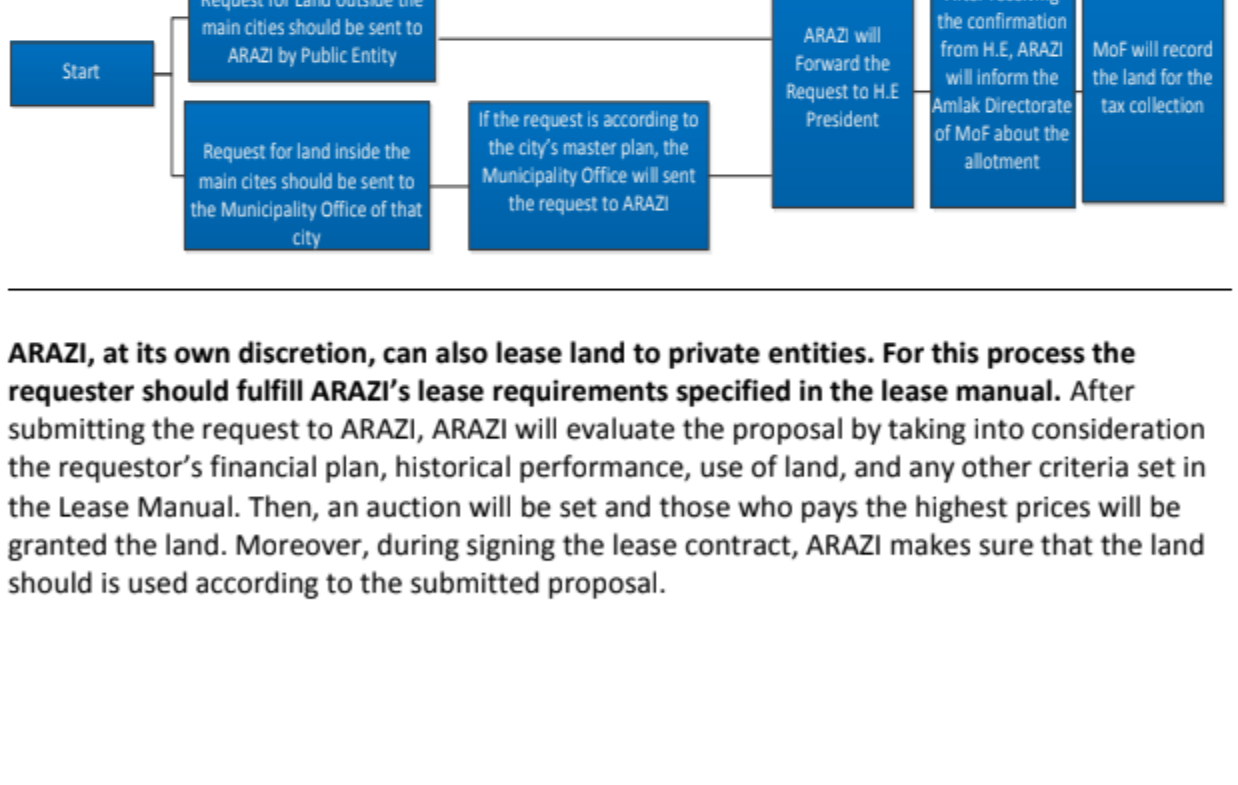 Request for Land outside the
main cities should be sent to
ARAZI by Public Entity
Start
Request for land inside the
main cites should be sent to
the Municipality Office of that
city
If the request is according to
the city's master plan, the
Municipality Office will sent
the request to ARAZI
ARAZI will
Forward the
Request to H.E
President
After receiving
the confirmation
from H.E, ARAZI
will inform the
Amlak Directorate
of MoF about the
allotment
MoF will record
the land for the
tax collection
ARAZI, at its own discretion, can also lease land to private entities. For this process the
requester should fulfill ARAZI’s lease requirements specified in the lease manual. After
submitting the request to ARAZI, ARAZI will evaluate the proposal by taking into consideration
the requestor’s financial plan, historical performance, use of land, and any other criteria set in
the Lease Manual. Then, an auction will be set and those who pays the highest prices will be
granted the land. Moreover, during signing the lease contract, ARAZI makes sure that the land
should is used according to the submitted proposal.